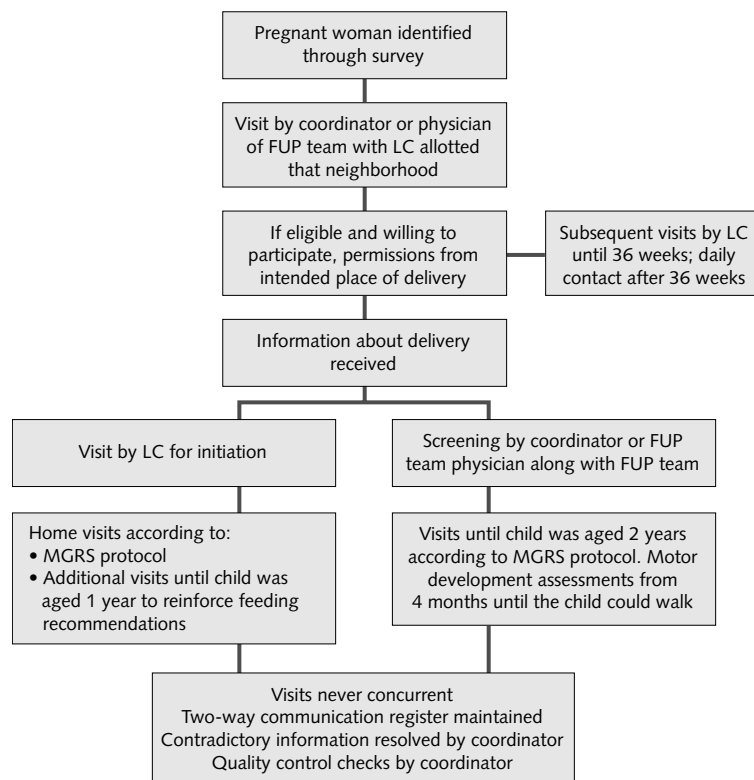 Pregnant woman identified
through survey
Visit by coordinator or physician
of FUP team with LC allotted
that neighborhood
If eligible and willing to
participate, permissions from
intended place of delivery
Subsequent visits by LC
until 36 weeks; daily
contact after 36 weeks
Information about delivery
received
Visit by LC for initiation
Screening by coordinator or FUP
team physician along with FUP team
Home visits according to:
• MGRS protocol
• Additional visits until child was
aged 1 year to reinforce feeding
recommendations
Visits until child was aged 2 years
according to MGRS protocol. Motor
development assessments from
4 months until the child could walk
Visits never concurrent
Two-way communication register maintained
Contradictory information resolved by coordinator
Quality control checks by coordinator